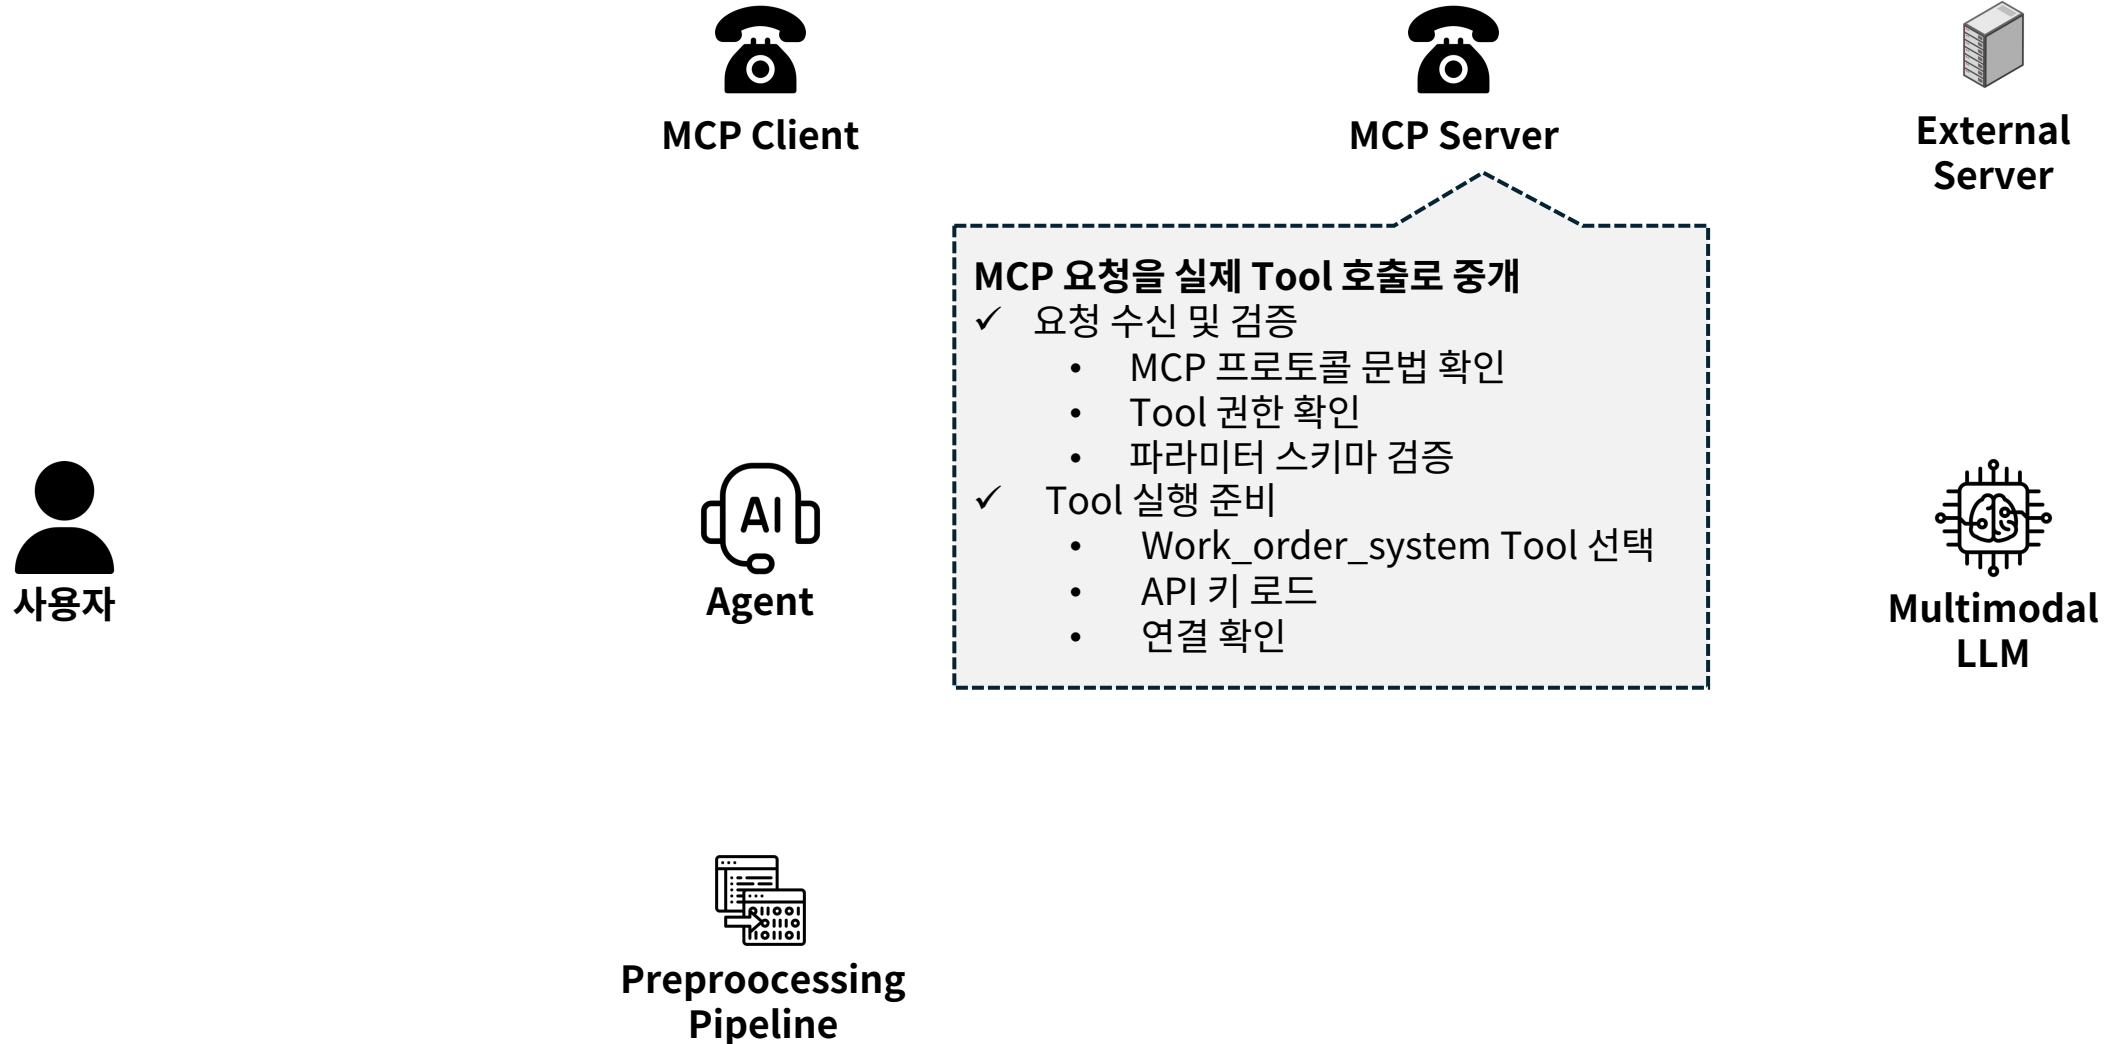 MCP Client
MCP Server
External
Server
MCP 요청을 실제 Tool 호출로 중개
✓ 요청 수신 및 검증
• MCP 프로토콜 문법 확인
• Tool 권한 확인
• 파라미터 스키마 검증
✓ Tool 실행 준비
• Work_order_system Tool 선택
• API 키 로드
• 연결 확인
사용자
AI
Agent
Multimodal
LLM
Preproocessing
Pipeline